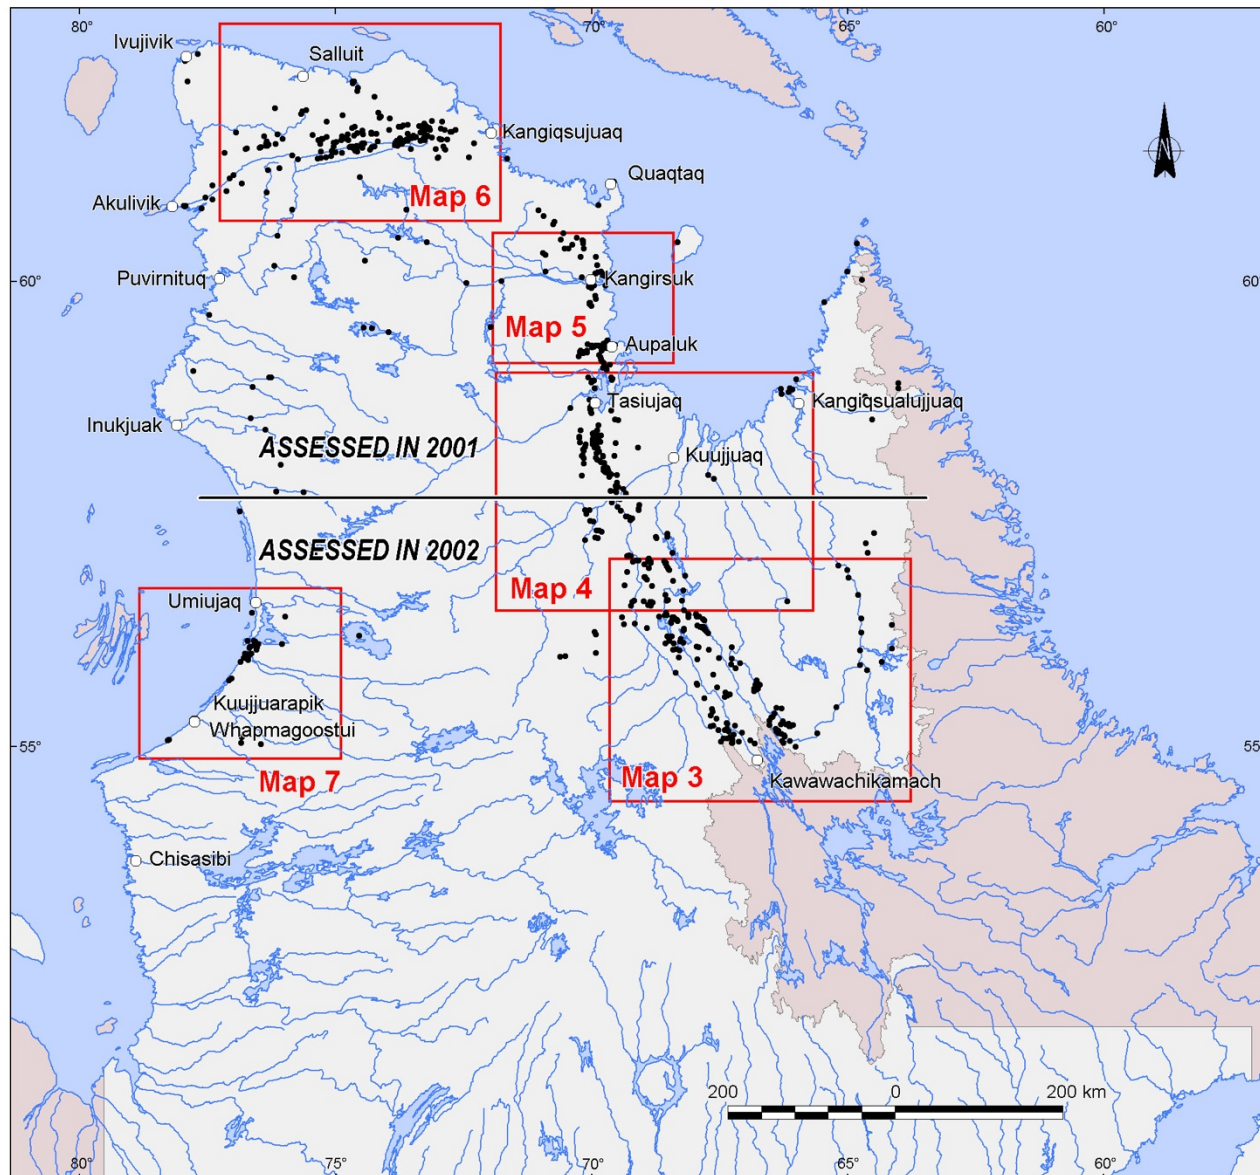 80°
70°
65°
60°
Ivujivik
Salluit
Kangiqsujuaq
N
Quaqtaq
Map 6
Akulivik
Puvirnituq
Kangirsuk
60°
60
Map 5
Aupaluk
Tasiujaq
Kangiqsualujjuaq
Inukjuak
ASSESSED IN 2001
Kuujjuaq
ASSESSED IN 2002
Map 4
Umiujaq
Kuujjuarapik
Whapmagoostui
55°
55
Map 7
Map 3
Kawawachikamach
Chisasibi
200 0 200 km
80°
75°
70°
65°
60°